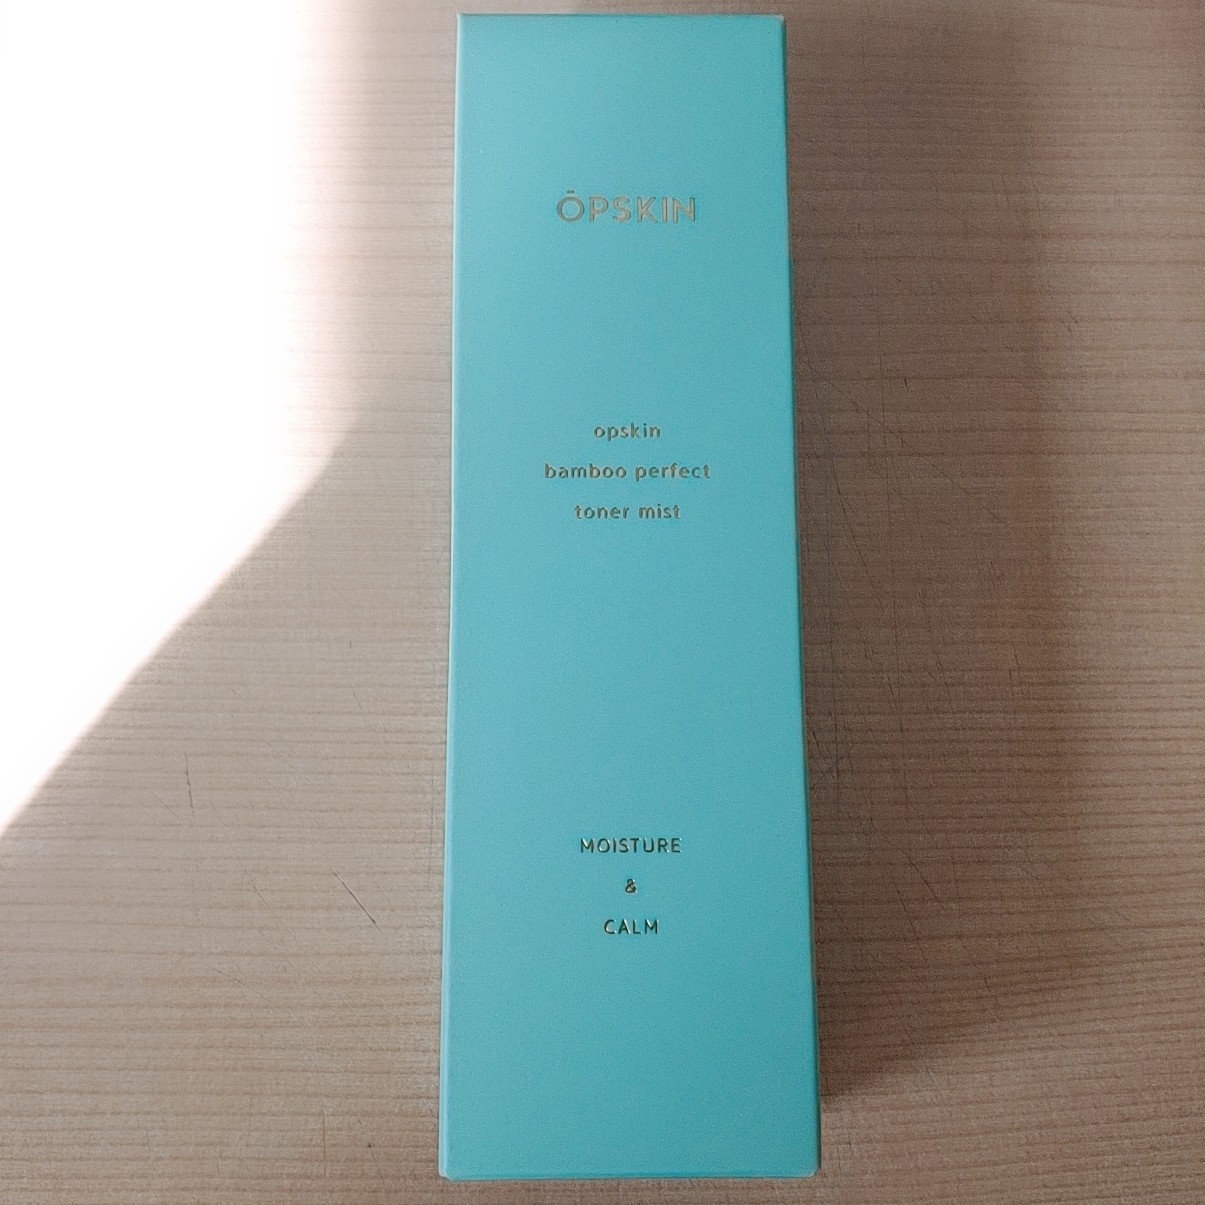 ŌPSKIN
opskin
bamboo perfect
toner mist
MOISTURE
&
CALM